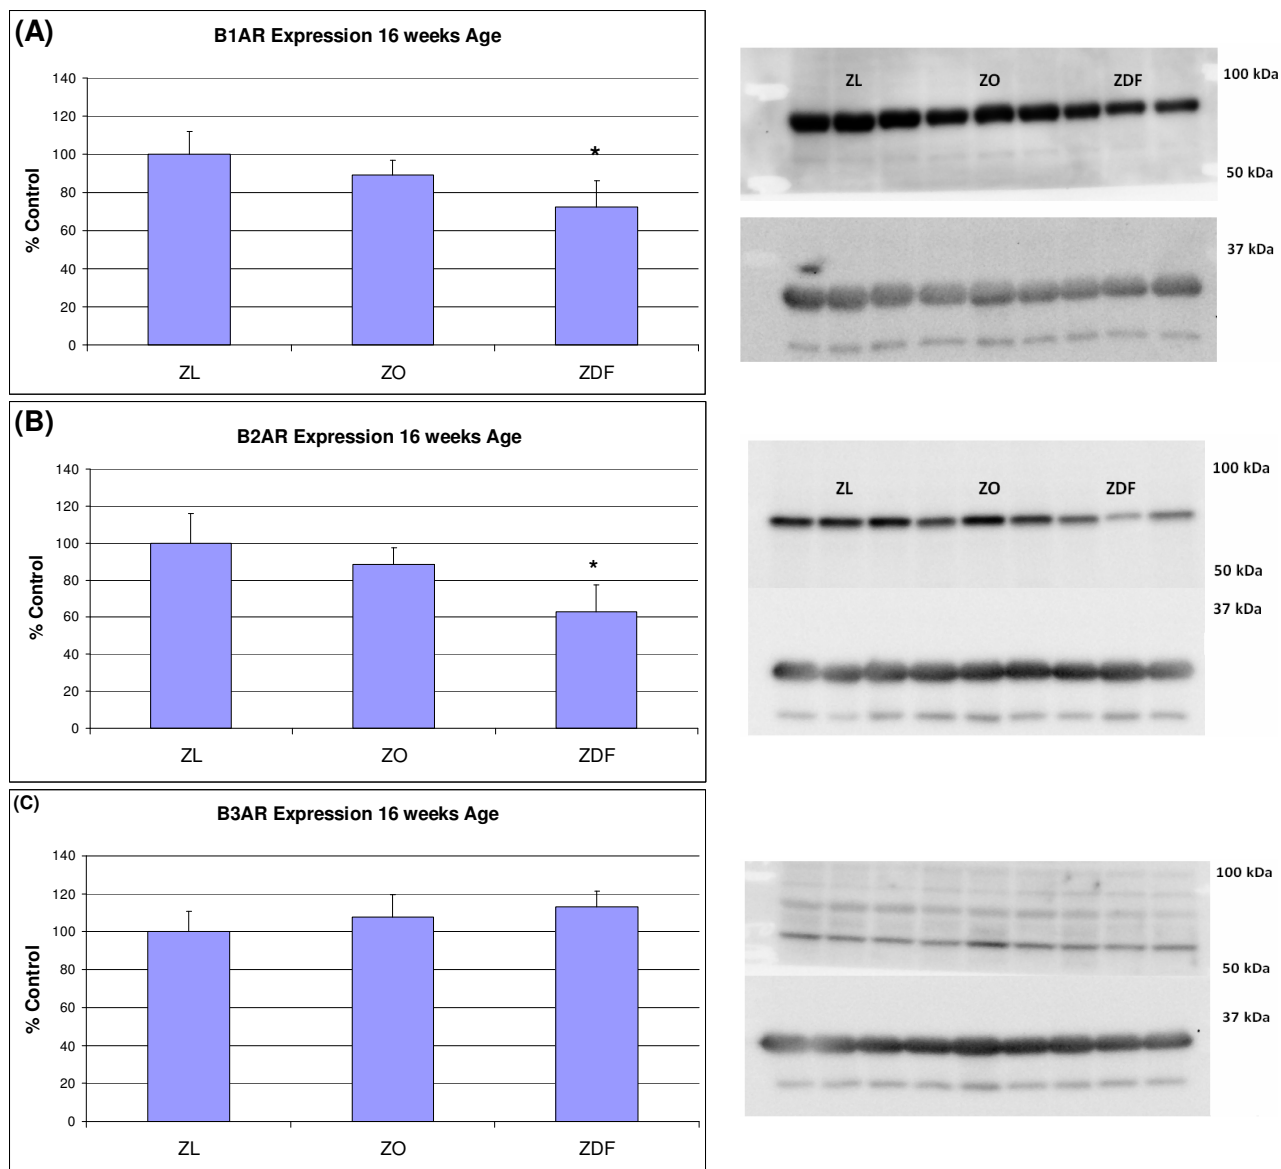 (A)
B1AR Expression 16 weeks Age
% Control
140
120
100
80
60
40
20
0
*
ZL ZO ZDF
ZL ZO ZDF
100 kDa
50 kDa
37 kDa
(B)
B2AR Expression 16 weeks Age
% Control
140
120
100
80
60
40
20
0
*
ZL ZO ZDF
ZL ZO ZDF
100 kDa
50 kDa
37 kDa
(C)
B3AR Expression 16 weeks Age
% Control
140
120
100
80
60
40
20
0
ZL ZO ZDF
100 kDa
50 kDa
37 kDa